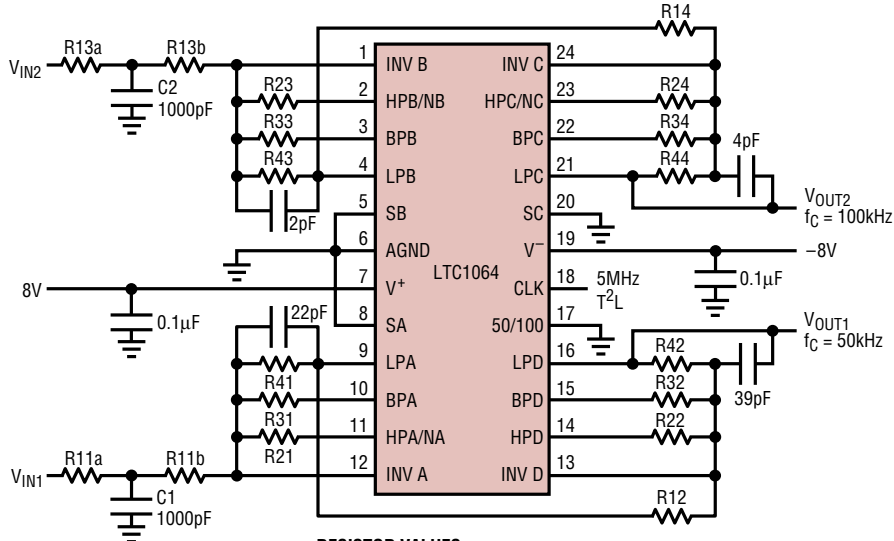 R14
R13a
R13b
VIN2
C2
1000pF
R23
R33
R43
2pF
1 INV B
2 HPB/NB
3 BPB
4 LPB
5 SB
6 AGND
7 V+
8 SA
9 LPA
10 BPA
11 HPA/NA
12 INV A
LTC1064
INV C 24
HPC/NC 23
BPC 22
LPC 21
SC 20
V− 19
CLK 18
50/100 17
LPD 16
BPD 15
HPD 14
INV D 13
R24
R34
R44
4pF
VOUT2
fC = 100kHz
−8V
0.1µF
5MHz
T2L
8V
0.1µF
22pF
R41
R31
R21
VOUT1
fC = 50kHz
R42
R32
R22
39pF
R11a
R11b
VIN1
C1
1000pF
R12